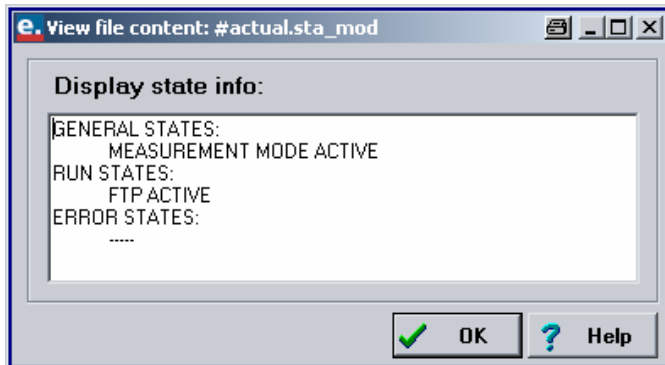 e. View file content: #actual.sta_mod
Display state info:
GENERAL STATES:
MEASUREMENT MODE ACTIVE
RUN STATES:
FTP ACTIVE
ERROR STATES:
-----
OK
? Help